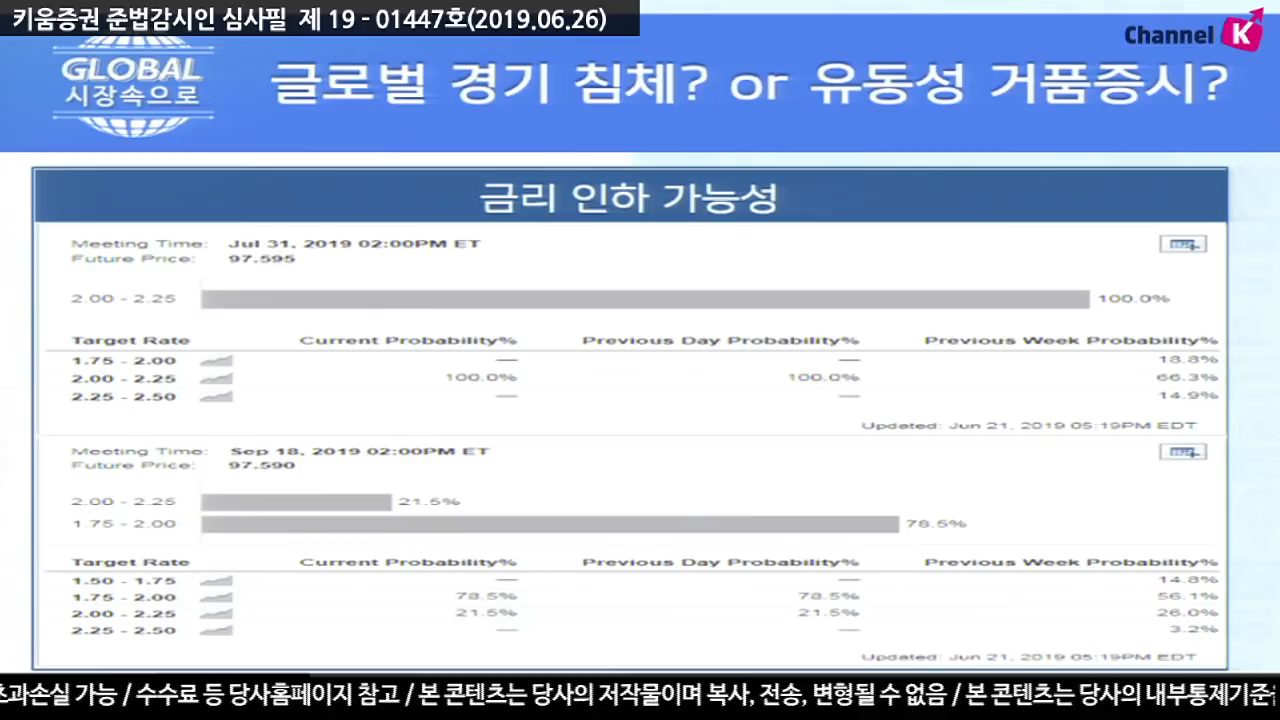 키움증권 준법감시인 심사필 제 19 - 01447호(2019.06.26)
Channel K
GLOBAL
시장속으로
글로벌 경기 침체? or 유동성 거품증시?
금리 인하 가능성
Meeting Time: Jul 31, 2019 02:00PM ET
Future Price: 97.595
2.00 - 2.25 100.0%
Target Rate Current Probability% Previous Day Probability% Previous Week Probability%
1.75 - 2.00 — — 18.8%
2.00 - 2.25 100.0% 100.0% 66.3%
2.25 - 2.50 — — 14.9%
Updated: Jun 21, 2019 05:19PM EDT
Meeting Time: Sep 18, 2019 02:00PM ET
Future Price: 97.590
2.00 - 2.25 21.5%
1.75 - 2.00 78.5%
Target Rate Current Probability% Previous Day Probability% Previous Week Probability%
1.50 - 1.75 — — 14.8%
1.75 - 2.00 78.5% 78.5% 56.1%
2.00 - 2.25 21.5% 21.5% 26.0%
2.25 - 2.50 — — 3.2%
Updated: Jun 21, 2019 05:19PM EDT
초과손실 가능 / 수수료 등 당사홈페이지 참고 / 본 콘텐츠는 당사의 저작물이며 복사, 전송, 변형될 수 없음 / 본 콘텐츠는 당사의 내부통제기준